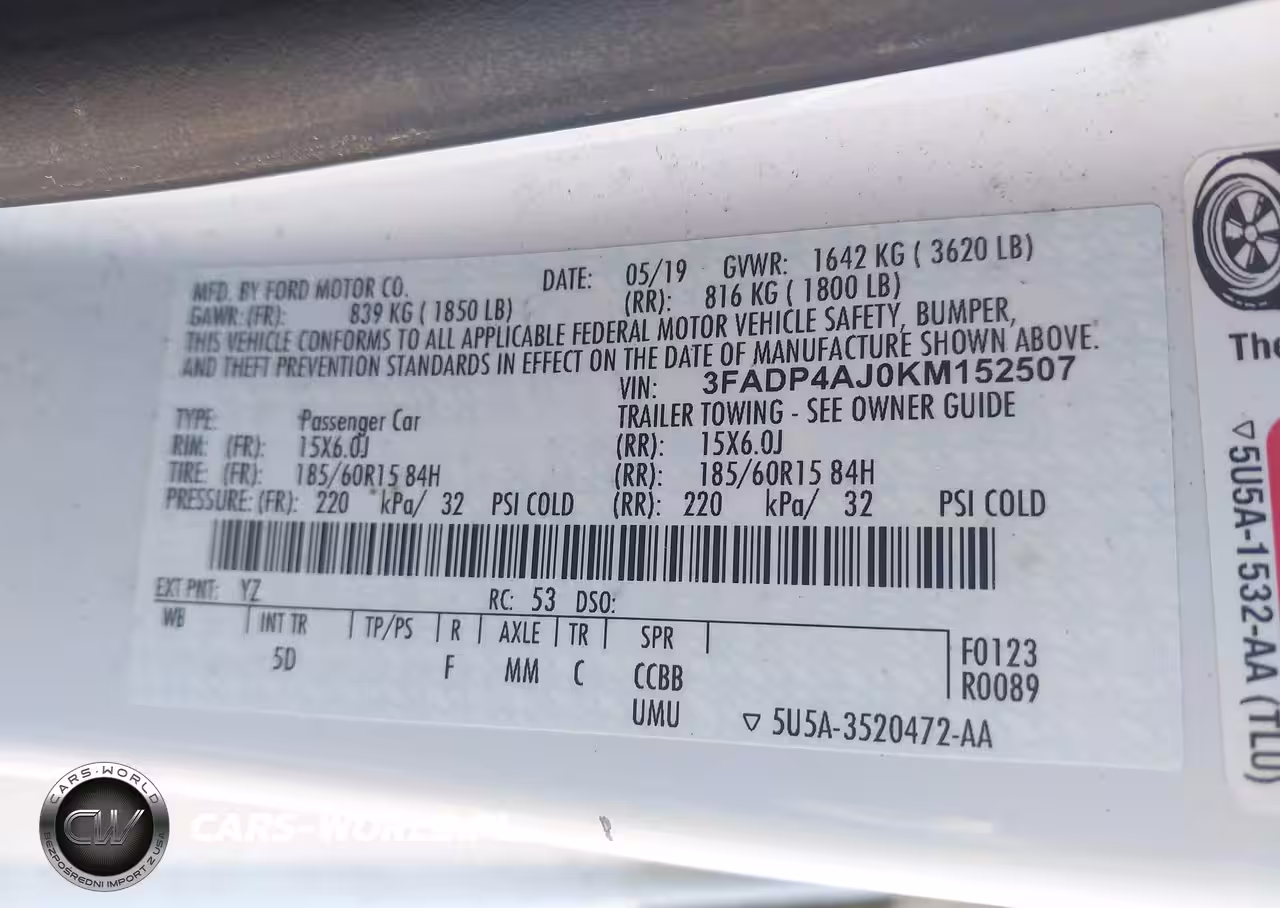 MFD. BY FORD MOTOR CO. DATE: 05/19 GVWR: 1642 KG ( 3620 LB)
GAWR (FR): 839 KG ( 1850 LB) (RR): 816 KG ( 1800 LB)
THIS VEHICLE CONFORMS TO ALL APPLICABLE FEDERAL MOTOR VEHICLE SAFETY, BUMPER,
AND THEFT PREVENTION STANDARDS IN EFFECT ON THE DATE OF MANUFACTURE SHOWN ABOVE.
VIN: 3FADP4AJ0KM152507
TYPE: Passenger Car TRAILER TOWING - SEE OWNER GUIDE
RIM: (FR): 15X6.0J (RR): 15X6.0J
TIRE: (FR): 185/60R15 84H (RR): 185/60R15 84H
PRESSURE: (FR): 220 kPa/ 32 PSI COLD (RR): 220 kPa/ 32 PSI COLD
EXT PNT: YZ RC: 53 DSO:
WB INT TR TP/PS R AXLE TR SPR
5D F MM C CCBB
UMU
F0123
R0089
▽ 5U5A-3520472-AA
The
▽5U5A-1532-AA (TLU)
CARS-WORLD
CW
BEZPOŚREDNI IMPORT Z USA